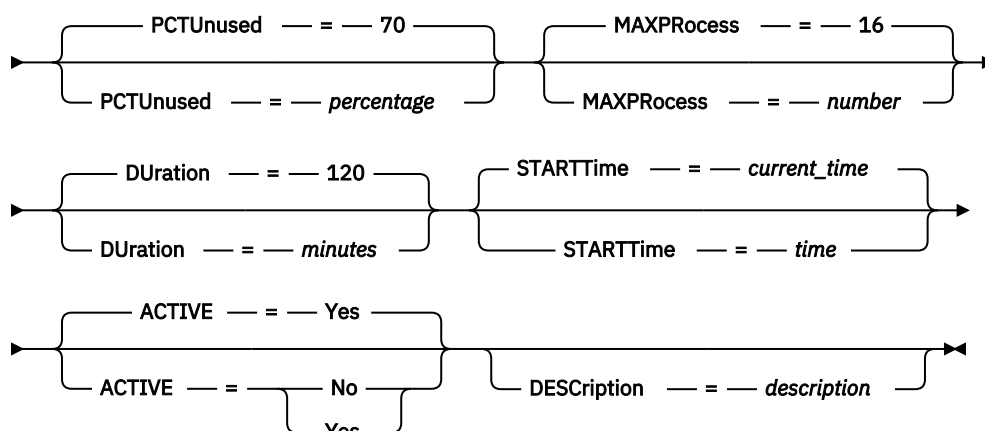 PCTUnused = 70 MAXPRocess = 16
PCTUnused = percentage MAXPRocess = number
DUration = 120 STARTTime = current_time
DUration = minutes STARTTime = time
ACTIVE = Yes
ACTIVE = No DESCription = description
Yes